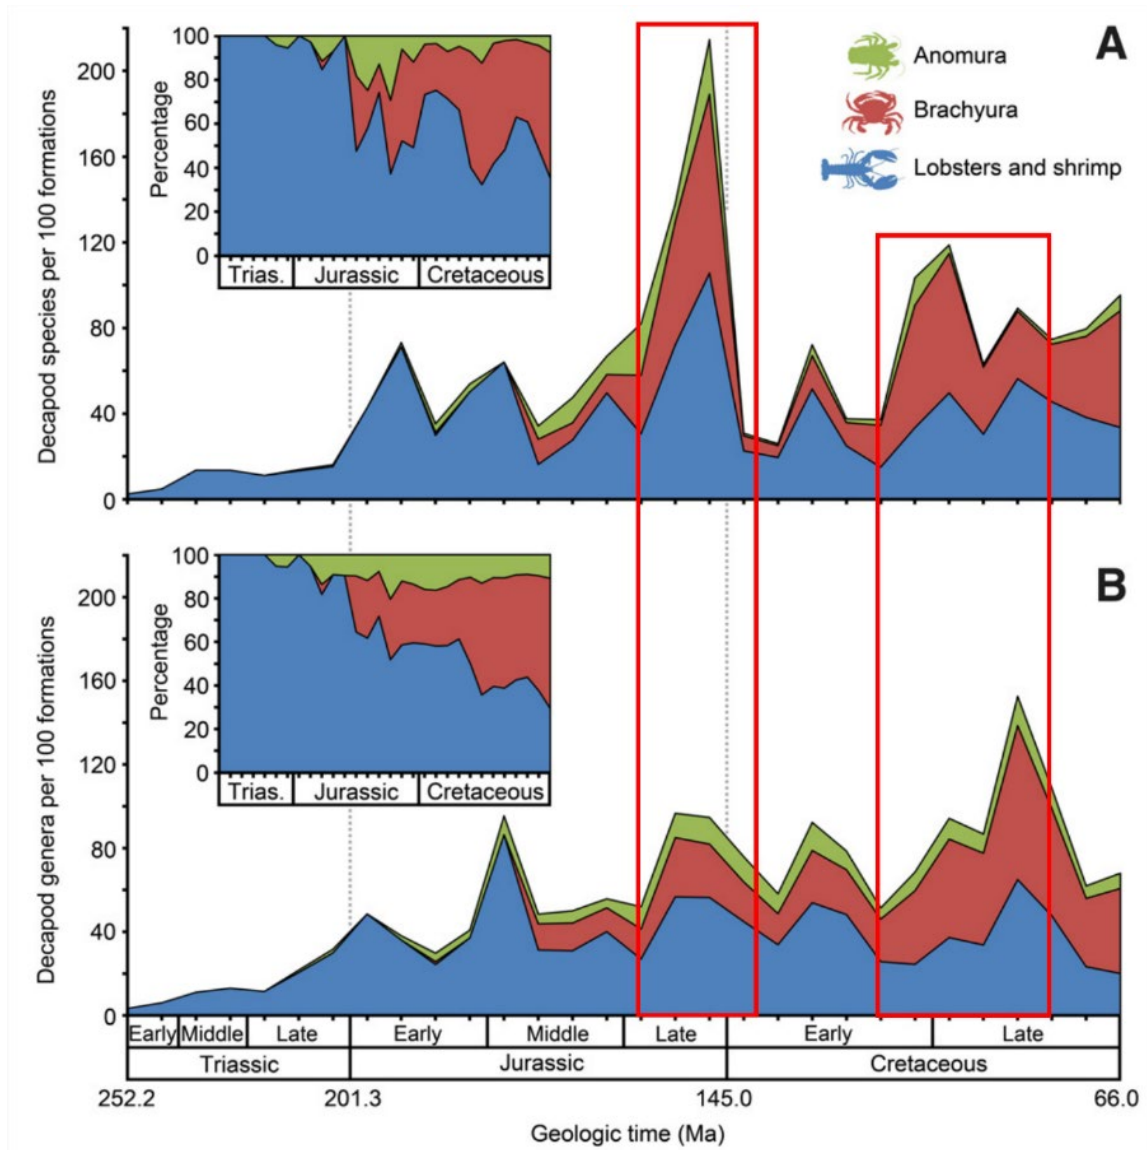 A
Anomura
Brachyura
Lobsters and shrimp
Decapod species per 100 formations
200
160
120
80
40
0
Percentage
100
80
60
40
20
0
Trias. Jurassic Cretaceous
B
Decapod genera per 100 formations
200
160
120
80
40
0
Percentage
100
80
60
40
20
0
Trias. Jurassic Cretaceous
Early Middle Late Early Middle Late Early Late
Triassic Jurassic Cretaceous
252.2 201.3 145.0 66.0
Geologic time (Ma)